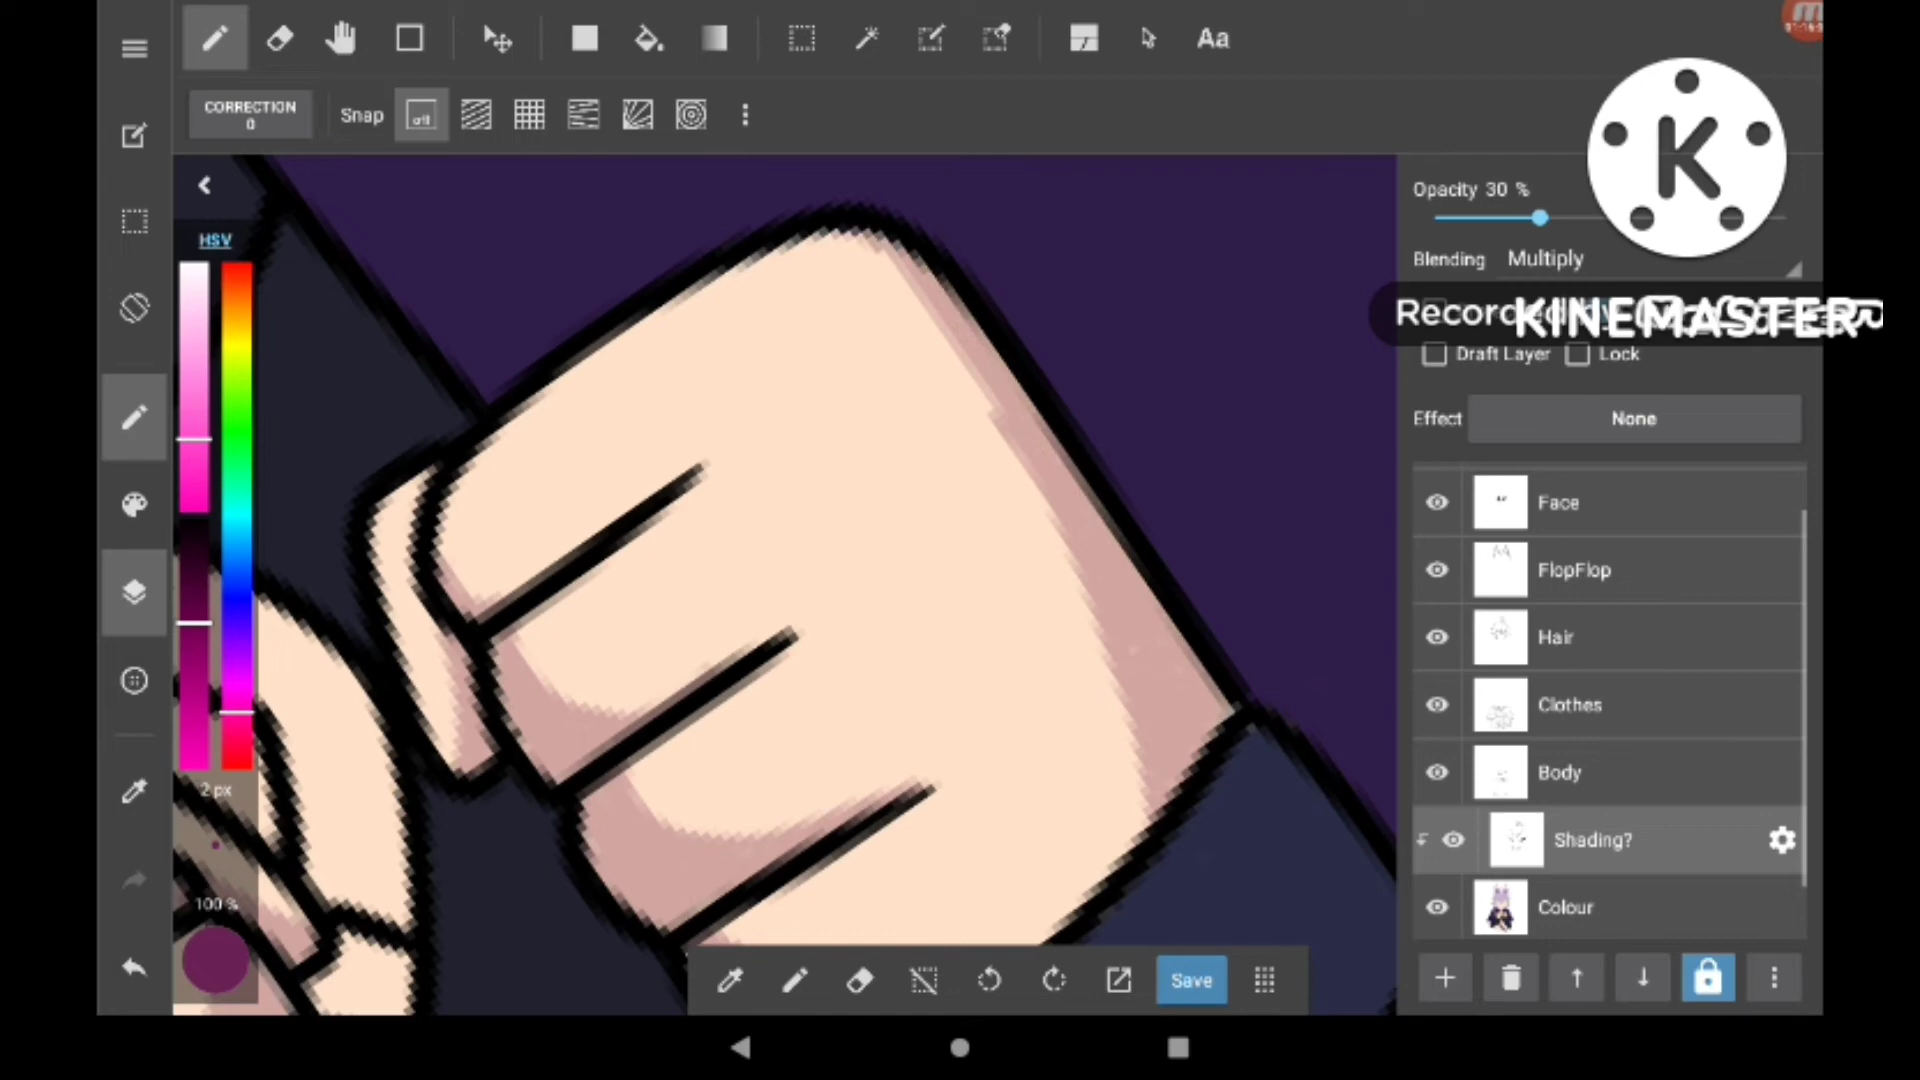 Aa
CORRECTION
0
Snap
off
HSV
Opacity 30 %
Blending Multiply
K
KINEMASTER
Draft Layer
Lock
Effect
None
Face
FlopFlop
Hair
Clothes
Body
Shading?
Colour
2 px
100 %
Save